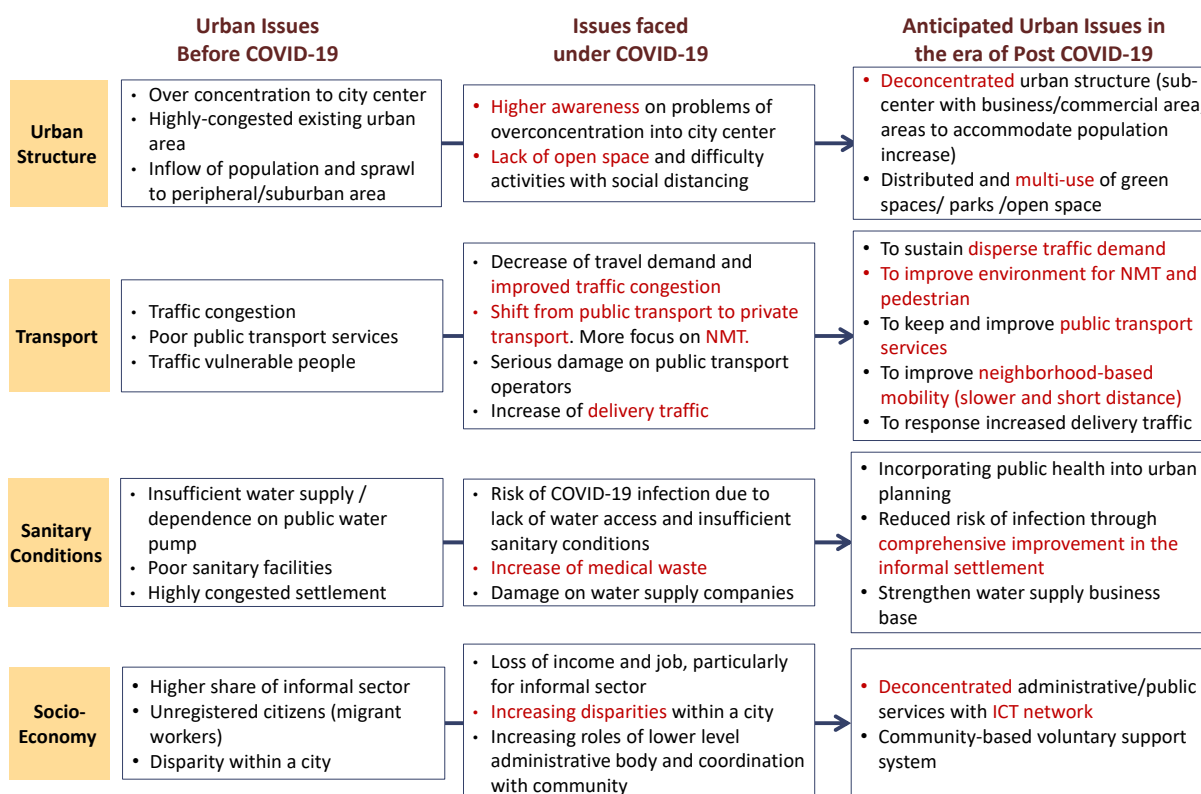 Urban Issues
Before COVID-19
Issues faced
under COVID-19
Anticipated Urban Issues in
the era of Post COVID-19
Urban
Structure
• Over concentration to city center
• Highly-congested existing urban
area
• Inflow of population and sprawl
to peripheral/suburban area
• Higher awareness on problems of
overconcentration into city center
• Lack of open space and difficulty
activities with social distancing
• Deconcentrated urban structure (sub-
center with business/commercial area
areas to accommodate population
increase)
• Distributed and multi-use of green
spaces/ parks /open space
Transport
• Traffic congestion
• Poor public transport services
• Traffic vulnerable people
• Decrease of travel demand and
improved traffic congestion
• Shift from public transport to private
transport. More focus on NMT.
• Serious damage on public transport
operators
• Increase of delivery traffic
• To sustain disperse traffic demand
• To improve environment for NMT and
pedestrian
• To keep and improve public transport
services
• To improve neighborhood-based
mobility (slower and short distance)
• To response increased delivery traffic
Sanitary
Conditions
• Insufficient water supply /
dependence on public water
pump
• Poor sanitary facilities
• Highly congested settlement
• Risk of COVID-19 infection due to
lack of water access and insufficient
sanitary conditions
• Increase of medical waste
• Damage on water supply companies
• Incorporating public health into urban
planning
• Reduced risk of infection through
comprehensive improvement in the
informal settlement
• Strengthen water supply business
base
Socio-
Economy
• Higher share of informal sector
• Unregistered citizens (migrant
workers)
• Disparity within a city
• Loss of income and job, particularly
for informal sector
• Increasing disparities within a city
• Increasing roles of lower level
administrative body and coordination
with community
• Deconcentrated administrative/public
services with ICT network
• Community-based voluntary support
system